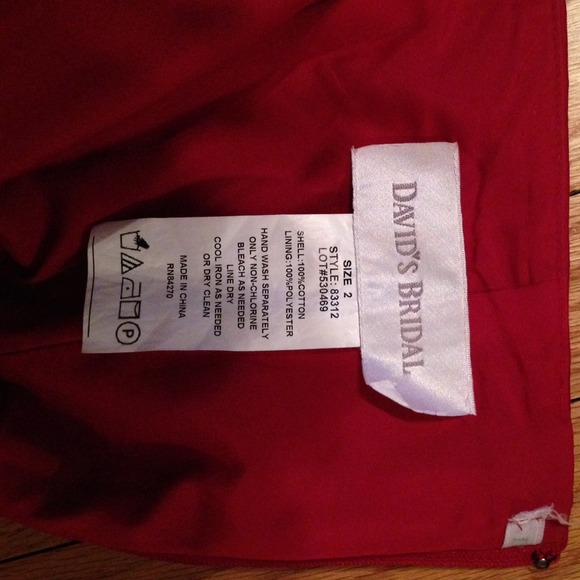 DAVID'S BRIDAL
SIZE 2
STYLE: 83312
LOT#530469
SHELL:100%COTTON
LINING:100%POLYESTER
HAND WASH SEPARATELY
ONLY NON-CHLORINE
BLEACH AS NEEDED
LINE DRY
COOL IRON AS NEEDED
OR DRY CLEAN
MADE IN CHINA
RN84270
P